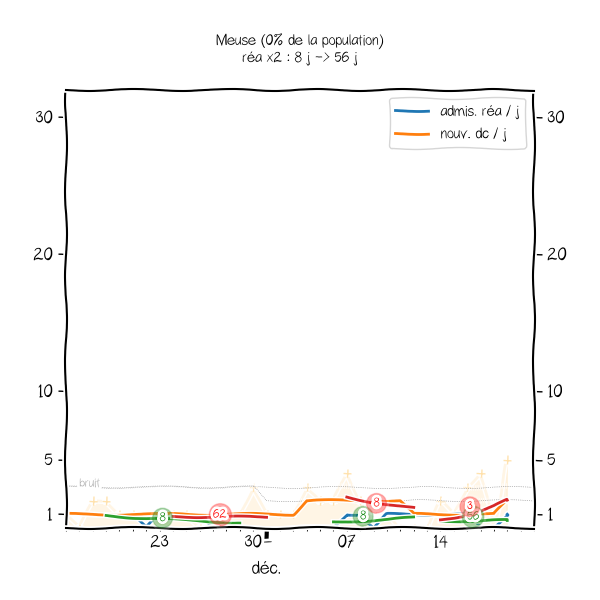 Meuse (0% de la population)
réa x2 : 8 j -> 56 j
admis. réa / j
nouv. dc / j
30 30
20 20
10 10
5 5
bruit
1 1
8 62 8 8 3 56
23 30 07 14
déc.